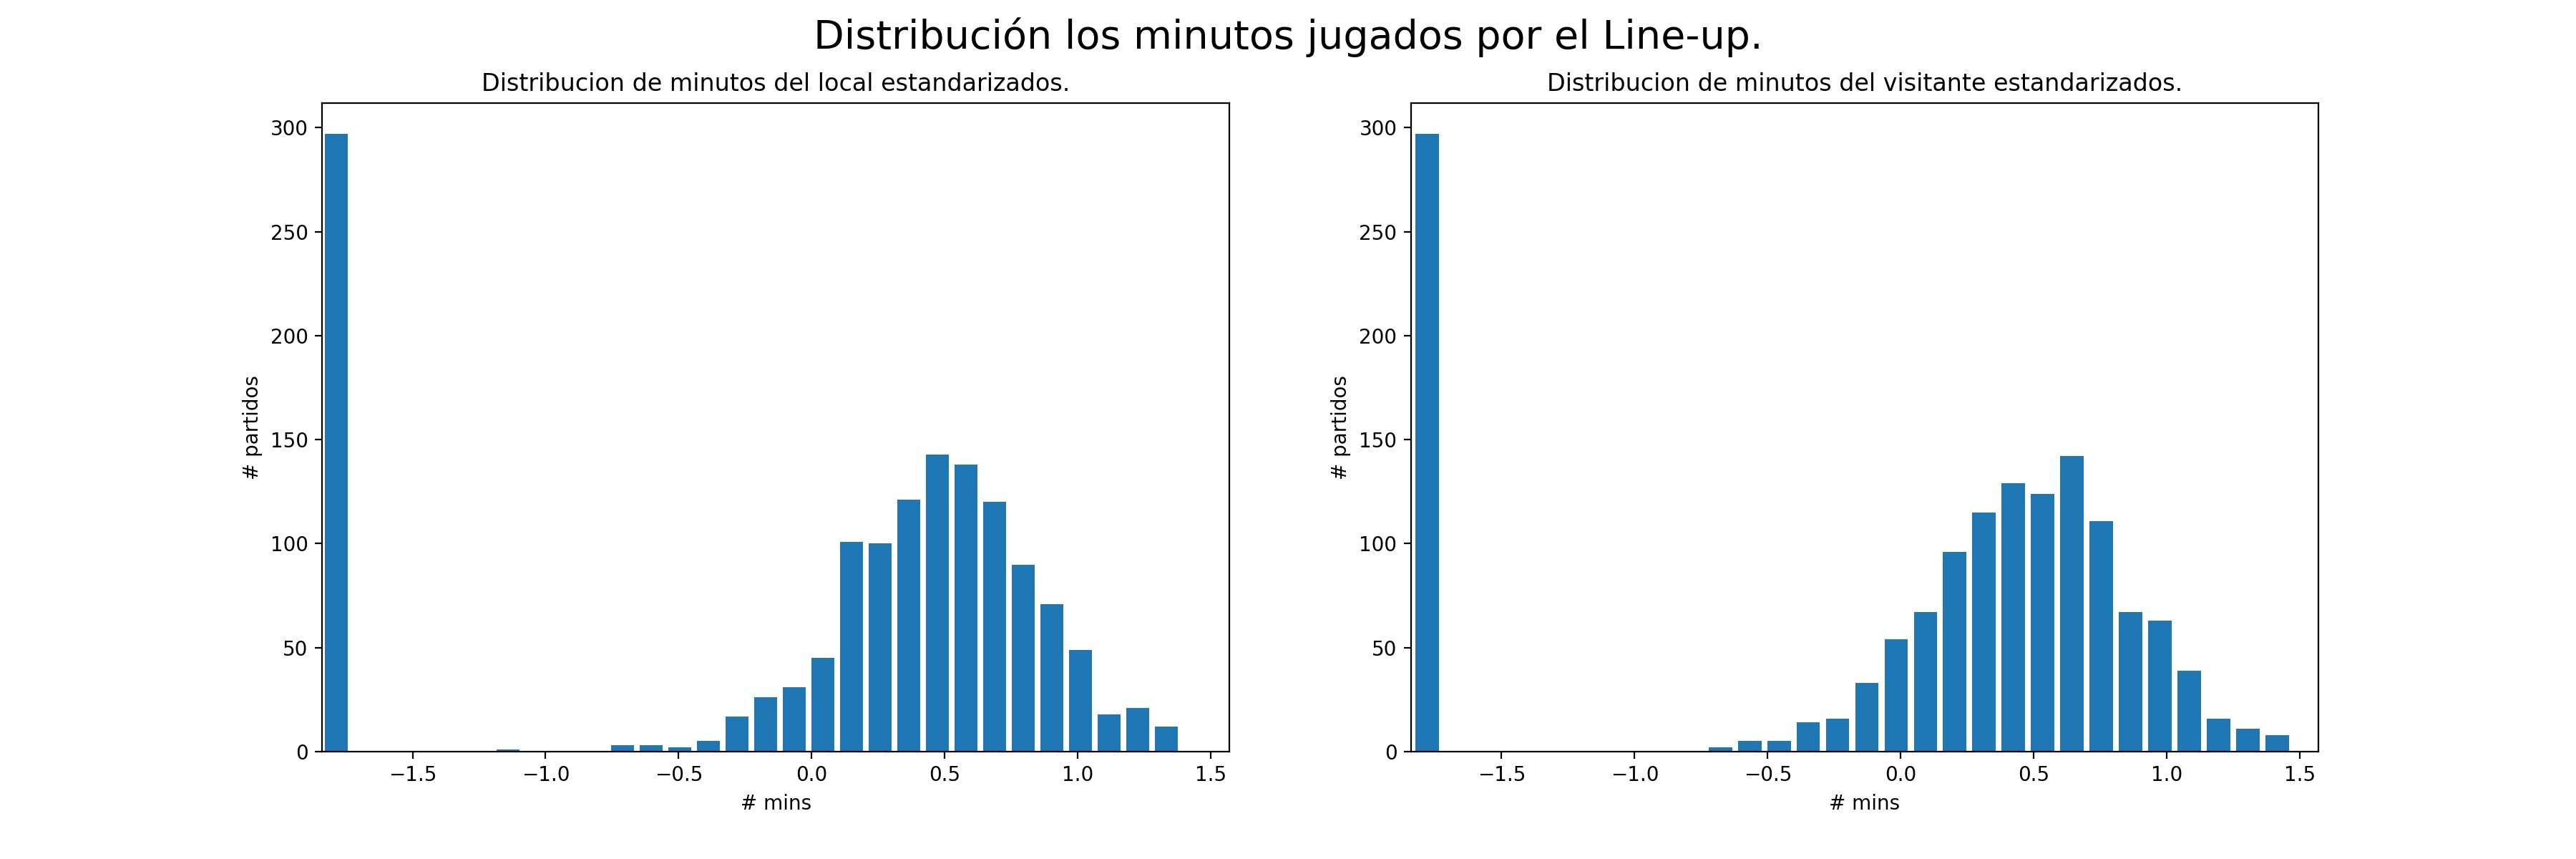 Distribución los minutos jugados por el Line-up.
Distribucion de minutos del local estandarizados.
300
250
200
150
100
50
0
# partidos
−1.5 −1.0 −0.5 0.0 0.5 1.0 1.5
# mins
Distribucion de minutos del visitante estandarizados.
300
250
200
150
100
50
0
# partidos
−1.5 −1.0 −0.5 0.0 0.5 1.0 1.5
# mins